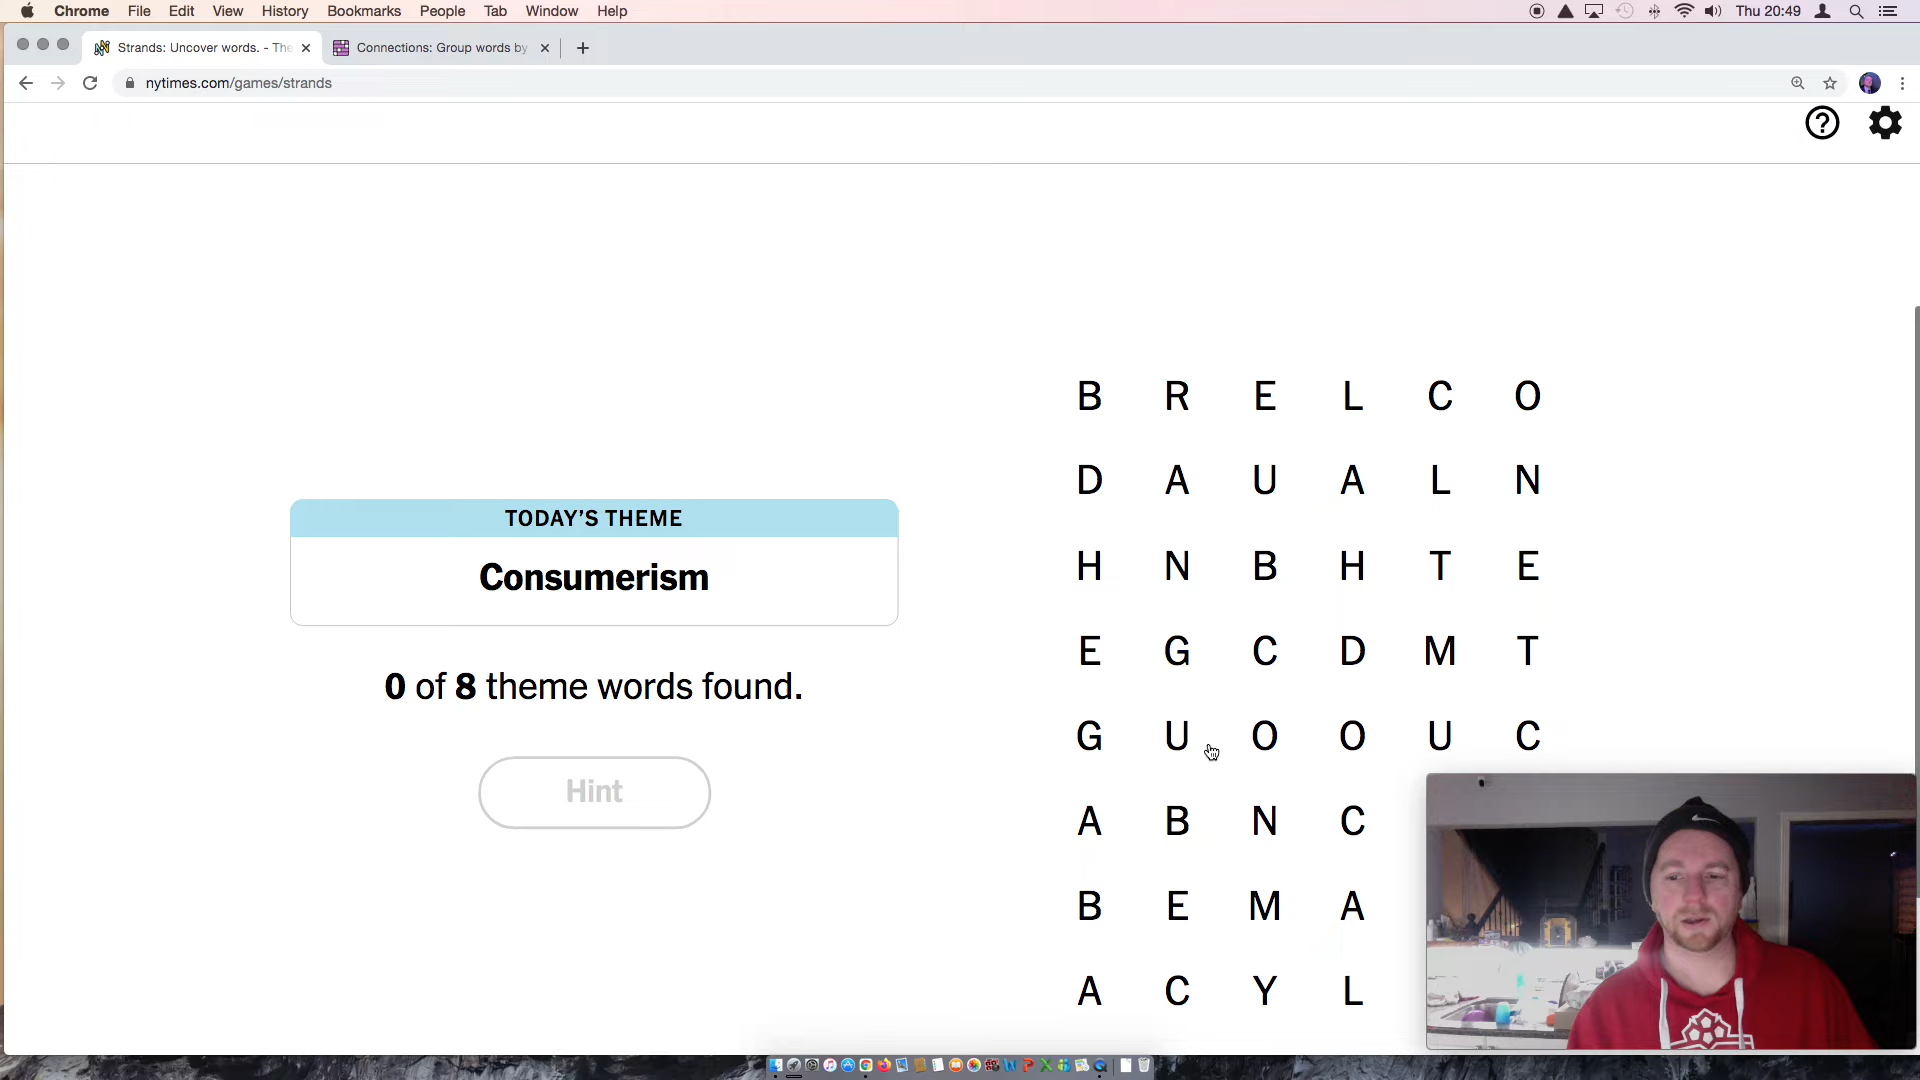 Chrome File Edit View History Bookmarks People Tab Window Help Thu 20:49
Strands: Uncover words. - The Connections: Group words by
nytimes.com/games/strands
TODAY'S THEME
Consumerism
0 of 8 theme words found.
Hint
B R E L C O
D A U A L N
H N B H T E
E G C D M T
G U O O U C
A B N C
B E M A
A C Y L